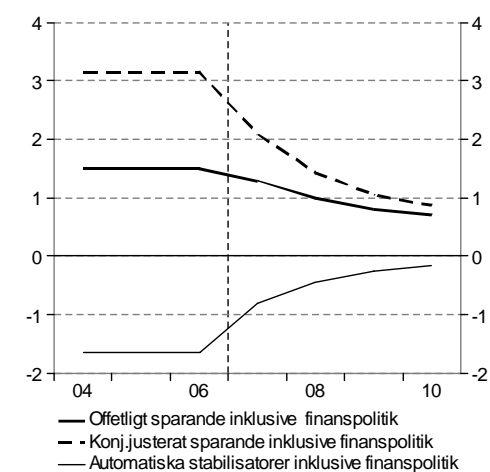 4 4
3 3
2 2
1 1
0 0
-1 -1
-2 -2
04 06 08 10
Offetligt sparande inklusive finanspolitik
Konj.justerat sparande inklusive finanspolitik
Automatiska stabilisatorer inklusive finanspolitik